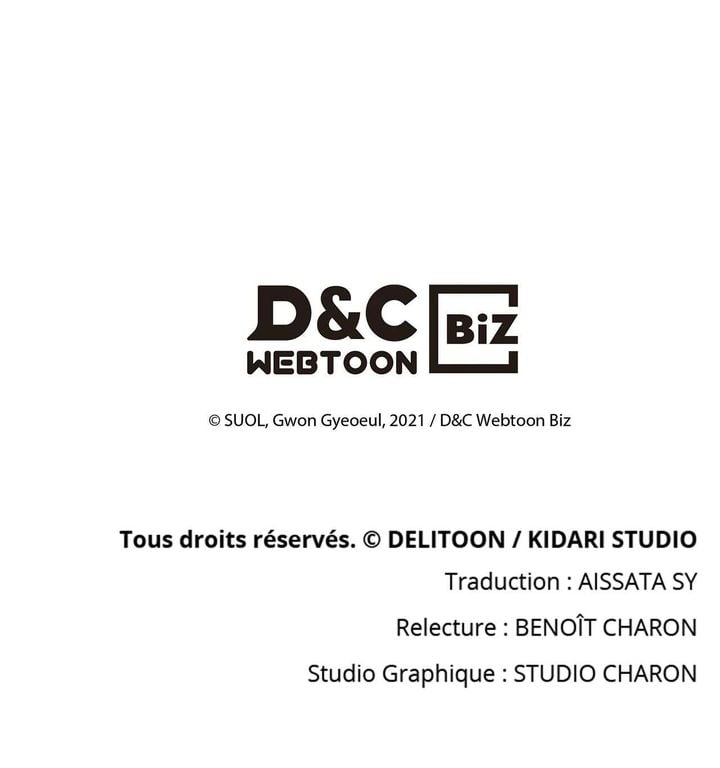 D&C BiZ
WEBTOON
© SUOL, Gwon Gyeoeul, 2021 / D&C Webtoon Biz
Tous droits réservés. © DELITOON / KIDARI STUDIO
Traduction : AISSATA SY
Relecture : BENOÎT CHARON
Studio Graphique : STUDIO CHARON